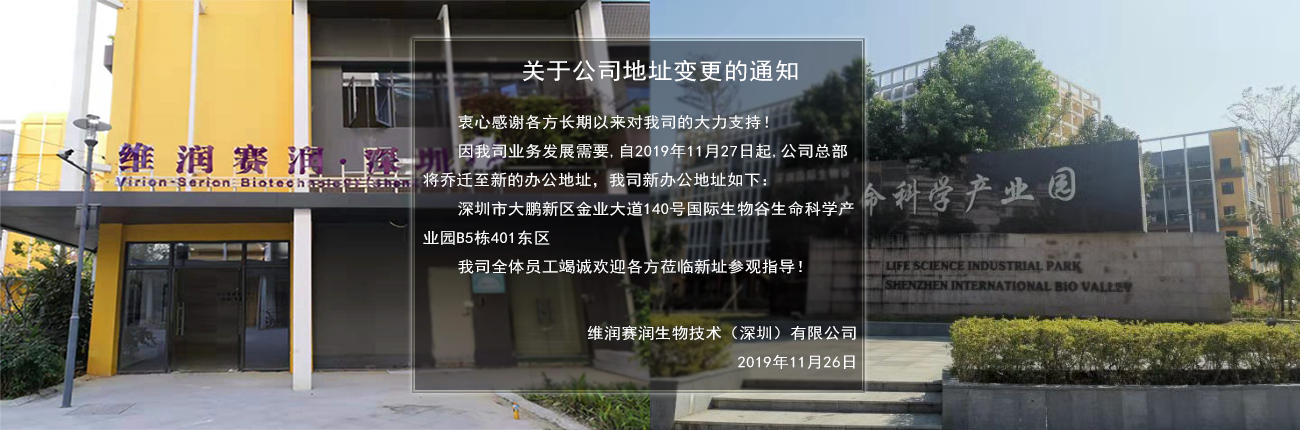 维润赛润·深圳
Virion-Serion Biotechnology (Shen
关于公司地址变更的通知
衷心感谢各方长期以来对我司的大力支持！
因我司业务发展需要,自2019年11月27日起,公司总部
将乔迁至新的办公地址，我司新办公地址如下：
深圳市大鹏新区金业大道140号国际生物谷生命科学产
业园B5栋401东区
我司全体员工竭诚欢迎各方莅临新址参观指导！
维润赛润生物技术（深圳）有限公司
2019年11月26日
命科学产业园
LIFE SCIENCE INDUSTRIAL PARK
SHENZHEN INTERNATIONAL BIO VALLEY